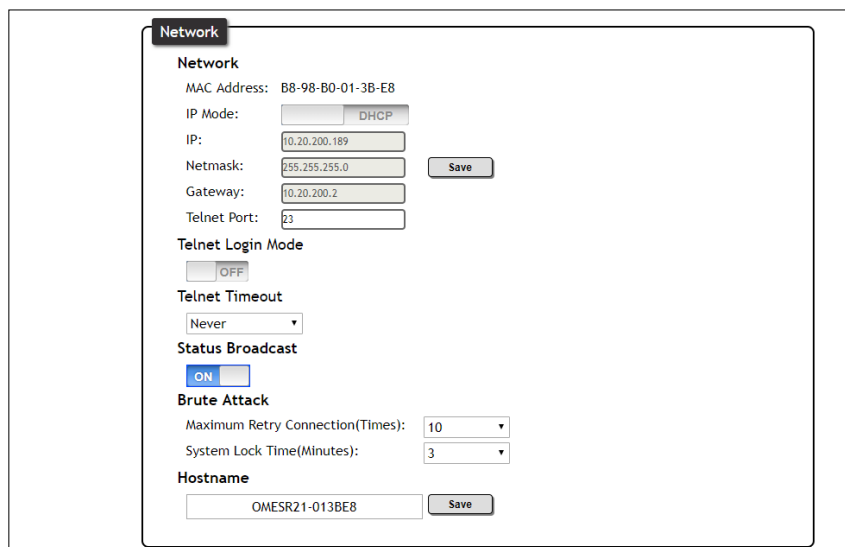 Network
Network
MAC Address: B8-98-B0-01-3B-E8
IP Mode: DHCP
IP: 10.20.200.189
Netmask: 255.255.255.0 Save
Gateway: 10.20.200.2
Telnet Port: 23
Telnet Login Mode
OFF
Telnet Timeout
Never
Status Broadcast
ON
Brute Attack
Maximum Retry Connection(Times): 10
System Lock Time(Minutes): 3
Hostname
OMESR21-013BE8 Save